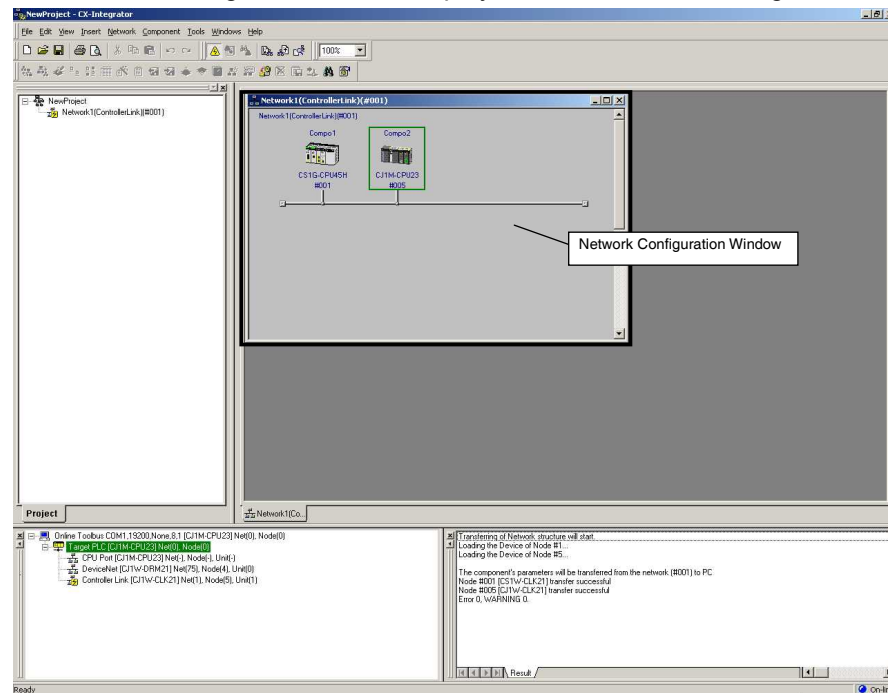 NewProject - CX-Integrator
File Edit View Insert Network Component Tools Windows Help
100%
NewProject
Network1(ControllerLink)(#001)
Network1(ControllerLink)(#001)
Network1(ControllerLink)(#001)
Compo1 Compo2
CS1G-CPU45H CJ1M-CPU23
#001 #005
Network Configuration Window
Project
Network1(Co...
Online Toolbus COM1,19200,None,8,1 [CJ1M-CPU23] Net(0), Node(0)
Target PLC [CJ1M-CPU23] Net(0), Node(0)
CPU Port [CJ1M-CPU23] Net(-), Node(-), Unit(-)
DeviceNet [CJ1W-DRM21] Net(75), Node(4), Unit(0)
Controller Link [CJ1W-CLK21] Net(1), Node(5), Unit(1)
Transferring of Network structure will start.
Loading the Device of Node #1...
Loading the Device of Node #5...
The component's parameters will be transferred from the network (#001) to PC
Node #001 [CS1W-CLK21] transfer successful
Node #005 [CJ1W-CLK21] transfer successful
Error 0, WARNING 0.
Result
Ready